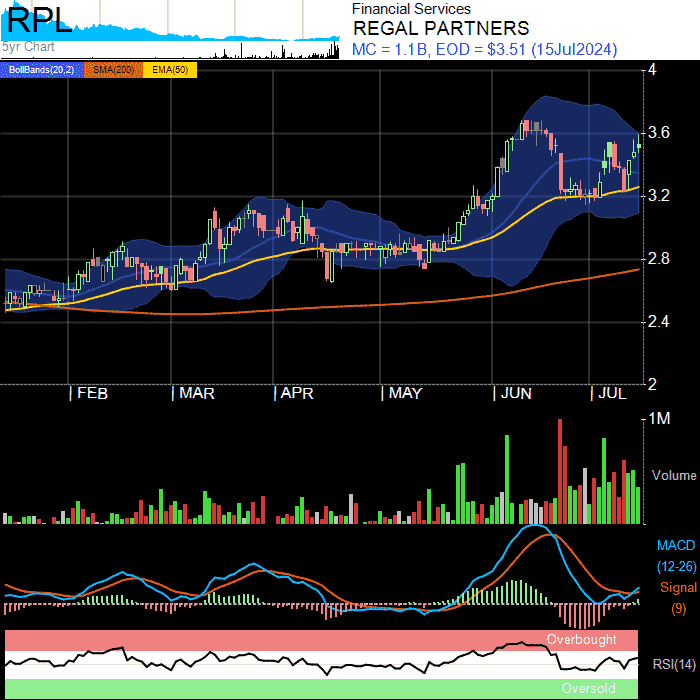 RPL
5yr Chart
Financial Services
REGAL PARTNERS
MC = 1.1B, EOD = $3.51 (15Jul2024)
BollBands(20,2) SMA(200) EMA(50)
4
3.6
3.2
2.8
2.4
2
FEB MAR APR MAY JUN JUL
1M
Volume
MACD
(12-26)
Signal
(9)
Overbought
RSI(14)
Oversold